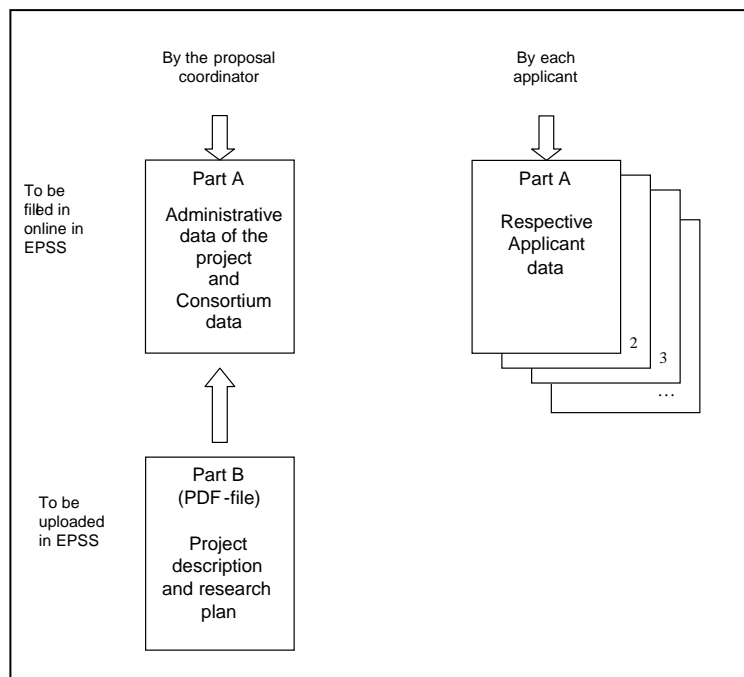 By the proposal
coordinator
By each
applicant
To be
filled in
online in
EPSS
Part A
Administrative
data of the
project
and
Consortium
data
Part A
Respective
Applicant
data
2
3
...
To be
uploaded
in EPSS
Part B
(PDF-file)
Project
description
and research
plan